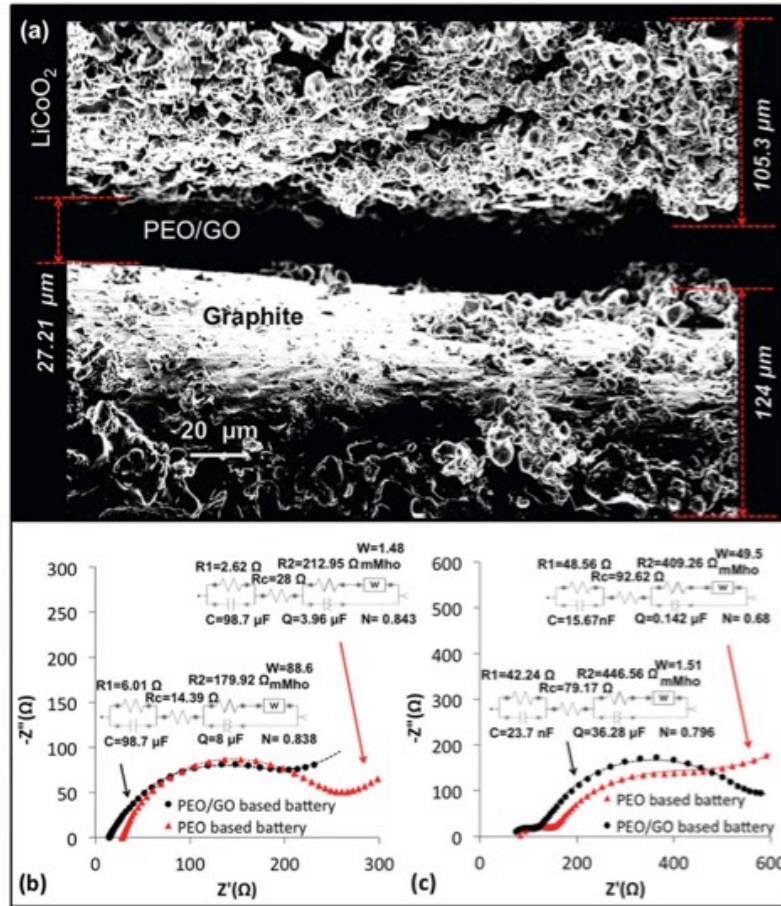 (a)
LiCoO₂
105.3 µm
PEO/GO
27.21 µm
Graphite
124 µm
20 µm
300
250
200
150
100
50
0
-Z"(Ω)
0
100
200
300
Z'(Ω)
(b)
R1=2.62 Ω
Rc=28 Ω
R2=212.95 Ω
W=1.48
mMho
W
C=98.7 µF
Q=3.96 µF
N= 0.843
R1=6.01 Ω
Rc=14.39 Ω
R2=179.92 Ω
W=88.6
mMho
W
C=98.7 µF
Q=8 µF
N= 0.838
PEO/GO based battery
PEO based battery
600
500
400
300
200
100
0
-Z"(Ω)
0
200
400
600
Z'(Ω)
(c)
R1=48.56 Ω
Rc=92.62 Ω
R2=409.26 Ω
W=49.5
mMho
W
C=15.67nF
Q=0.142 µF
N= 0.68
R1=42.24 Ω
Rc=79.17 Ω
R2=446.56 Ω
W=1.51
mMho
W
C=23.7 nF
Q=36.28 µF
N= 0.796
PEO based battery
PEO/GO based battery